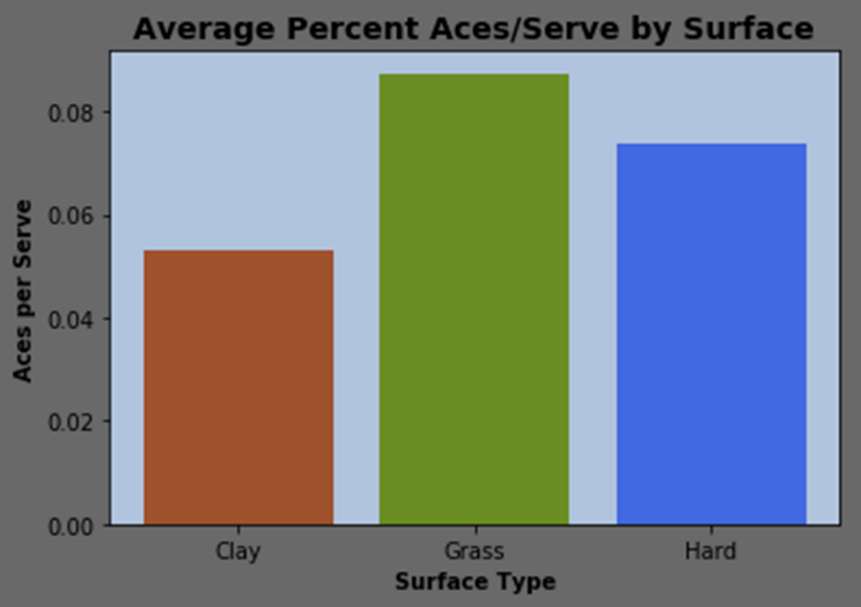 Average Percent Aces/Serve by Surface
Aces per Serve
0.08
0.06
0.04
0.02
0.00
Clay Grass Hard
Surface Type